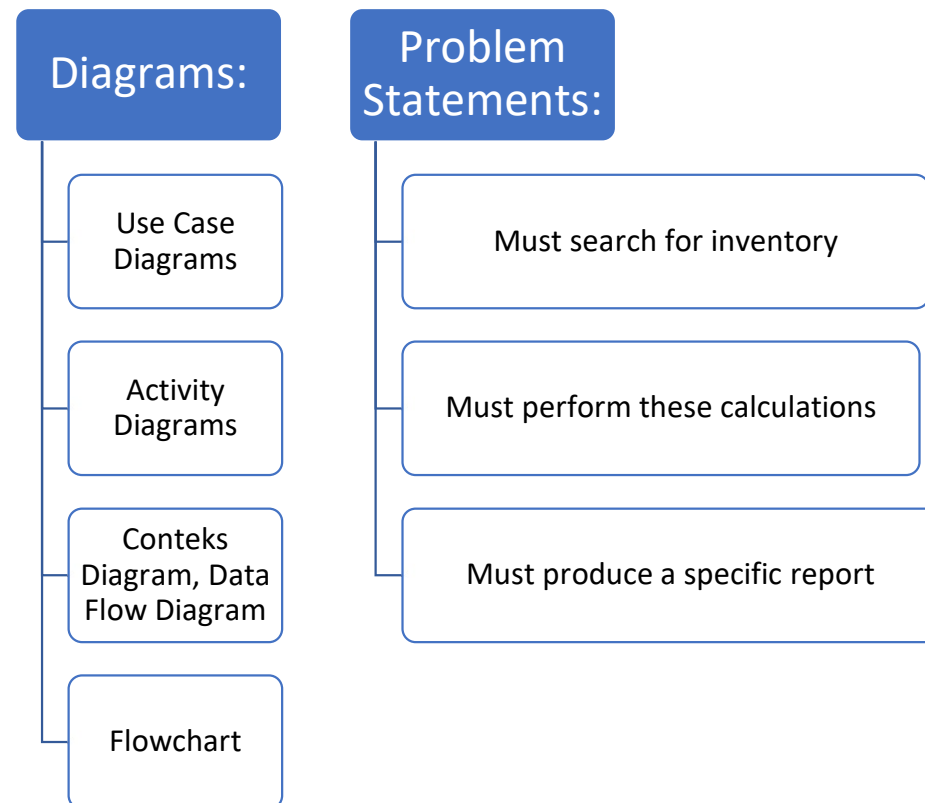 Diagrams:
Use Case
Diagrams
Activity
Diagrams
Conteks
Diagram, Data
Flow Diagram
Flowchart
Problem
Statements:
Must search for inventory
Must perform these calculations
Must produce a specific report